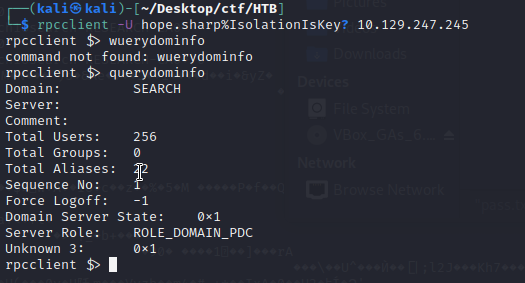 (kali㉿kali)-[~/Desktop/ctf/HTB]
$ rpcclient -U hope.sharp%IsolationIsKey? 10.129.247.245
rpcclient $> wuerydominfo
command not found: wuerydominfo
rpcclient $> querydominfo
Domain: SEARCH
Server:
Comment:
Total Users: 256
Total Groups: 0
Total Aliases: 22
Sequence No: 1
Force Logoff: -1
Domain Server State: 0×1
Server Role: ROLE_DOMAIN_PDC
Unknown 3: 0×1
rpcclient $>
Pictures
Devices
File System
VBox_GAs_6...
Network
Browse Network